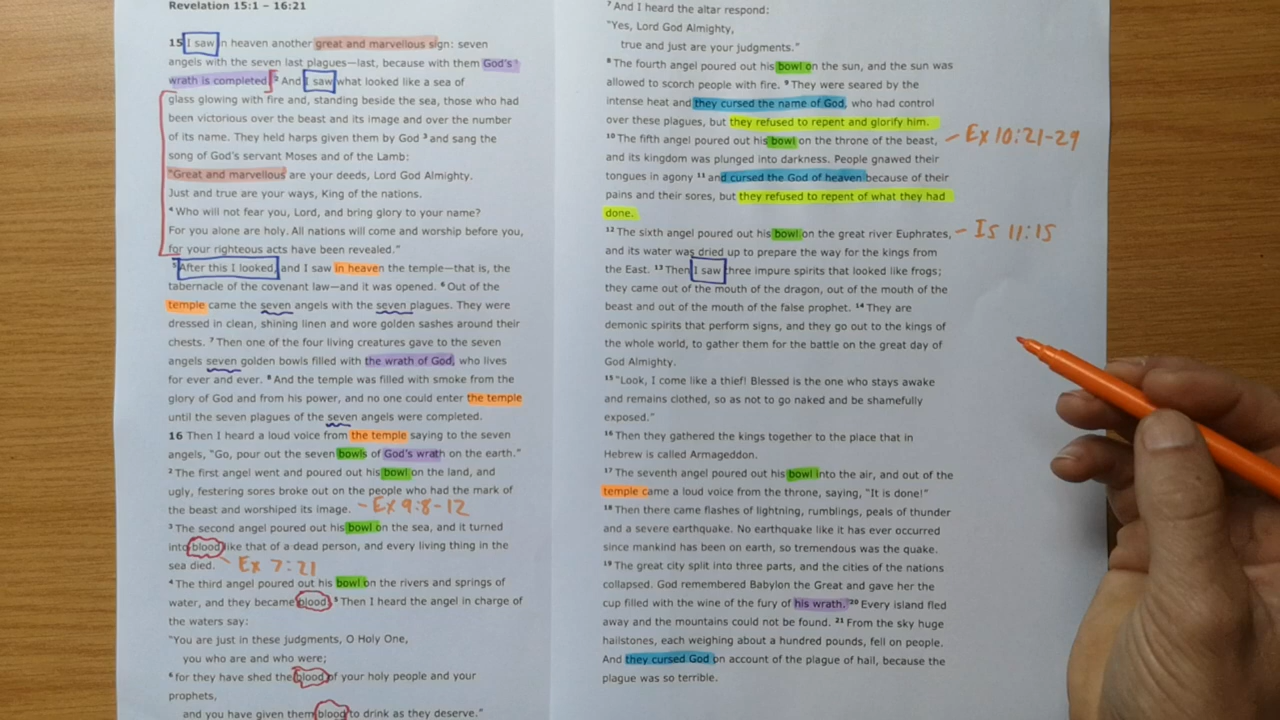 Revelation 15:1 – 16:21
15 I saw in heaven another great and marvellous sign: seven
angels with the seven last plagues—last, because with them God's
wrath is completed. ² And I saw what looked like a sea of
glass glowing with fire and, standing beside the sea, those who had
been victorious over the beast and its image and over the number
of its name. They held harps given them by God ³ and sang the
song of God's servant Moses and of the Lamb:
"Great and marvellous are your deeds, Lord God Almighty.
Just and true are your ways, King of the nations.
⁴ Who will not fear you, Lord, and bring glory to your name?
For you alone are holy. All nations will come and worship before you,
for your righteous acts have been revealed."
⁵ After this I looked, and I saw in heaven the temple—that is, the
tabernacle of the covenant law—and it was opened. ⁶ Out of the
temple came the seven angels with the seven plagues. They were
dressed in clean, shining linen and wore golden sashes around their
chests. ⁷ Then one of the four living creatures gave to the seven
angels seven golden bowls filled with the wrath of God, who lives
for ever and ever. ⁸ And the temple was filled with smoke from the
glory of God and from his power, and no one could enter the temple
until the seven plagues of the seven angels were completed.
16 Then I heard a loud voice from the temple saying to the seven
angels, "Go, pour out the seven bowls of God's wrath on the earth."
² The first angel went and poured out his bowl on the land, and
ugly, festering sores broke out on the people who had the mark of
the beast and worshiped its image. - Ex 9:8-12
³ The second angel poured out his bowl on the sea, and it turned
into blood like that of a dead person, and every living thing in the
sea died. - Ex 7:21
⁴ The third angel poured out his bowl on the rivers and springs of
water, and they became blood. ⁵ Then I heard the angel in charge of
the waters say:
"You are just in these judgments, O Holy One,
you who are and who were;
⁶ for they have shed the blood of your holy people and your
prophets,
and you have given them blood to drink as they deserve."
⁷ And I heard the altar respond:
"Yes, Lord God Almighty,
true and just are your judgments."
⁸ The fourth angel poured out his bowl on the sun, and the sun was
allowed to scorch people with fire. ⁹ They were seared by the
intense heat and they cursed the name of God, who had control
over these plagues, but they refused to repent and glorify him.
¹⁰ The fifth angel poured out his bowl on the throne of the beast, - Ex 10:21-29
and its kingdom was plunged into darkness. People gnawed their
tongues in agony ¹¹ and cursed the God of heaven because of their
pains and their sores, but they refused to repent of what they had
done.
¹² The sixth angel poured out his bowl on the great river Euphrates, - Is 11:15
and its water was dried up to prepare the way for the kings from
the East. ¹³ Then I saw three impure spirits that looked like frogs;
they came out of the mouth of the dragon, out of the mouth of the
beast and out of the mouth of the false prophet. ¹⁴ They are
demonic spirits that perform signs, and they go out to the kings of
the whole world, to gather them for the battle on the great day of
God Almighty.
¹⁵ "Look, I come like a thief! Blessed is the one who stays awake
and remains clothed, so as not to go naked and be shamefully
exposed."
¹⁶ Then they gathered the kings together to the place that in
Hebrew is called Armageddon.
¹⁷ The seventh angel poured out his bowl into the air, and out of the
temple came a loud voice from the throne, saying, "It is done!"
¹⁸ Then there came flashes of lightning, rumblings, peals of thunder
and a severe earthquake. No earthquake like it has ever occurred
since mankind has been on earth, so tremendous was the quake.
¹⁹ The great city split into three parts, and the cities of the nations
collapsed. God remembered Babylon the Great and gave her the
cup filled with the wine of the fury of his wrath. ²⁰ Every island fled
away and the mountains could not be found. ²¹ From the sky huge
hailstones, each weighing about a hundred pounds, fell on people.
And they cursed God on account of the plague of hail, because the
plague was so terrible.